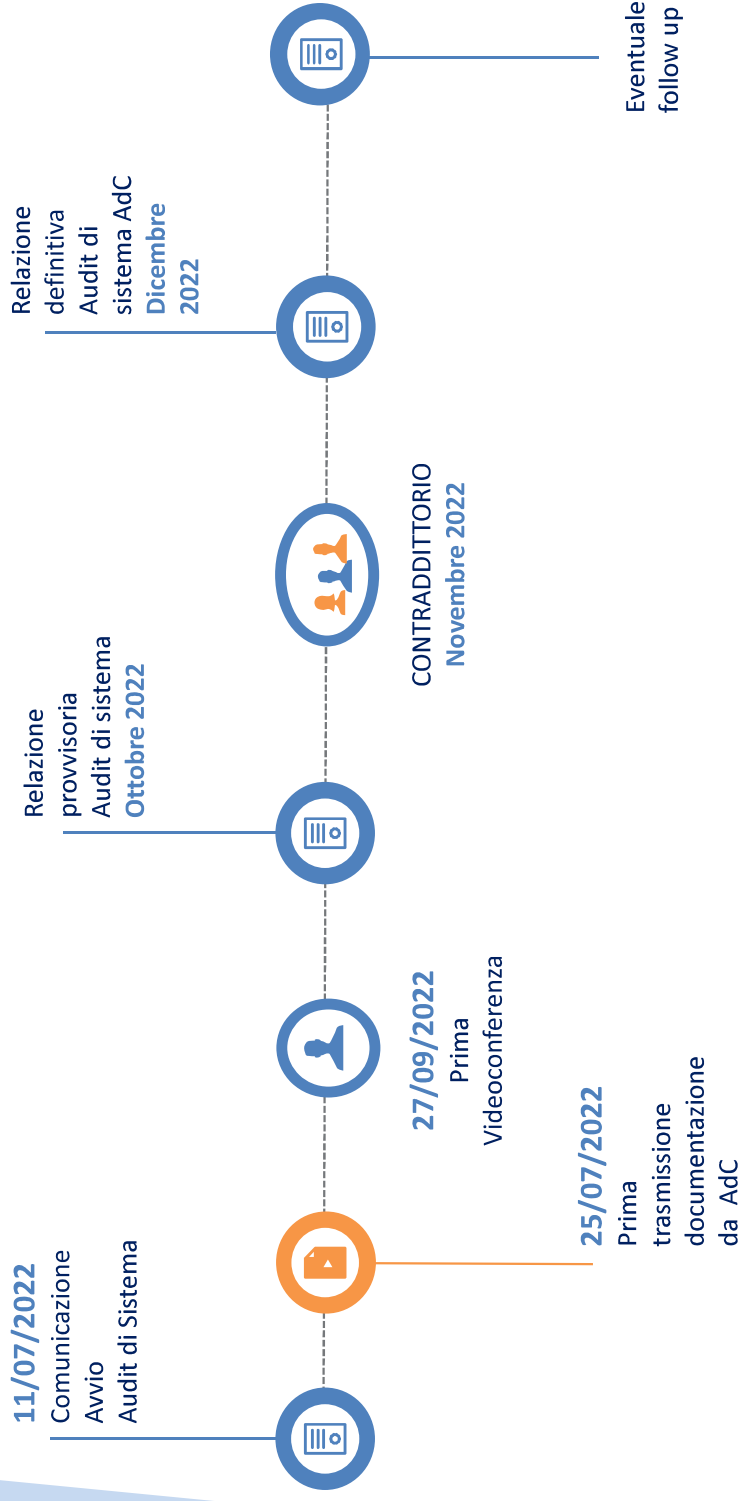 11/07/2022
Comunicazione
Avvio
Audit di Sistema
25/07/2022
Prima
trasmissione
documentazione
da AdC
27/09/2022
Prima
Videoconferenza
Relazione
provvisoria
Audit di sistema
Ottobre 2022
CONTRADDITTORIO
Novembre 2022
Relazione
definitiva
Audit di
sistema AdC
Dicembre
2022
Eventuale
follow up